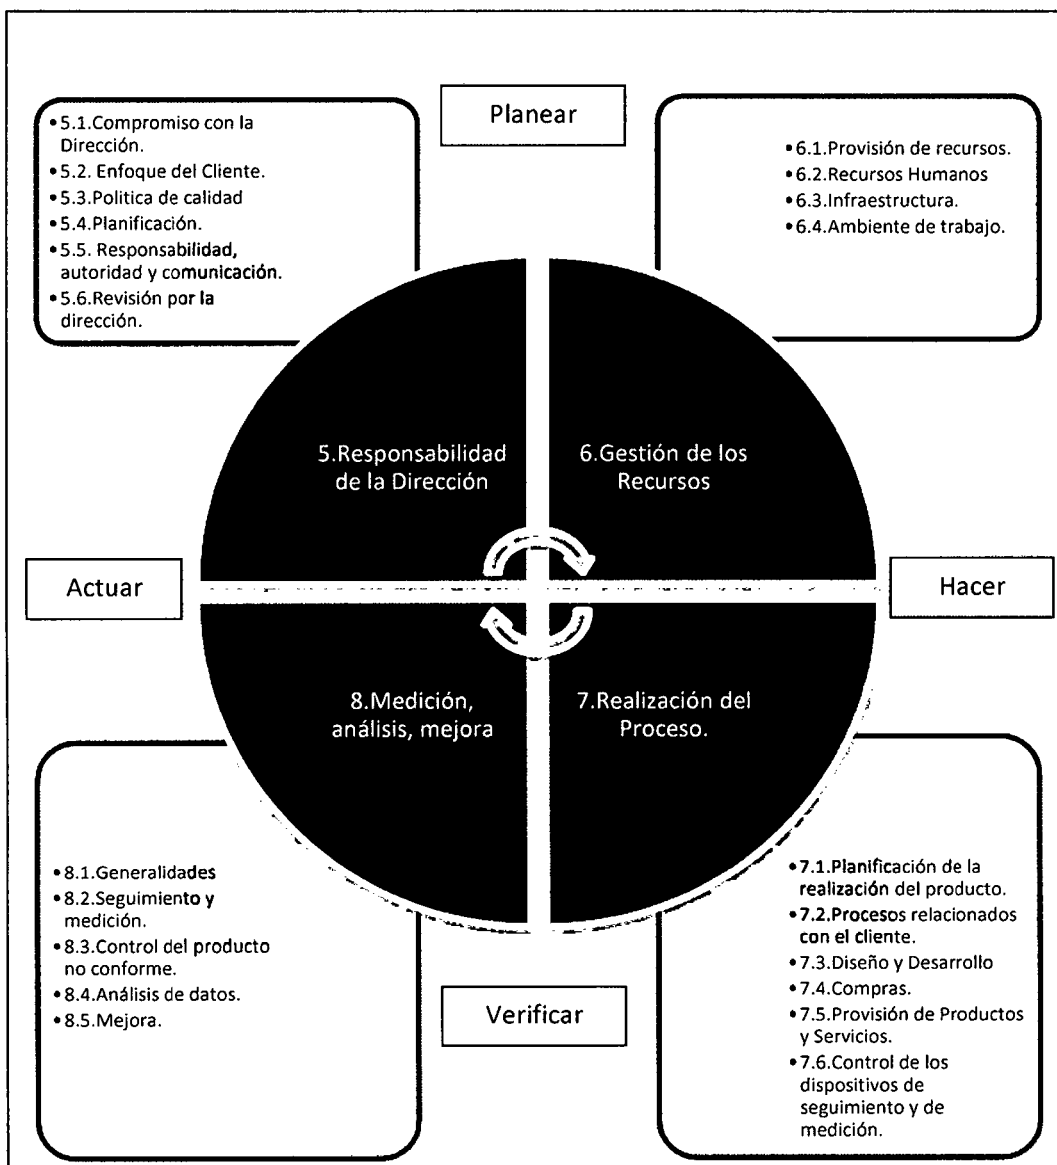 Planear
•5.1.Compromiso con la
Dirección.
•5.2. Enfoque del Cliente.
•5.3.Politica de calidad
•5.4.Planificación.
•5.5. Responsabilidad,
autoridad y comunicación.
•5.6.Revisión por la
dirección.
•6.1.Provisión de recursos.
•6.2.Recursos Humanos
•6.3.Infraestructura.
•6.4.Ambiente de trabajo.
5.Responsabilidad
de la Dirección
6.Gestión de los
Recursos
Actuar
Hacer
8.Medición,
análisis, mejora
7.Realización del
Proceso.
•8.1.Generalidades
•8.2.Seguimiento y
medición.
•8.3.Control del producto
no conforme.
•8.4.Análisis de datos.
•8.5.Mejora.
Verificar
•7.1.Planificación de la
realización del producto.
•7.2.Procesos relacionados
con el cliente.
•7.3.Diseño y Desarrollo
•7.4.Compras.
•7.5.Provisión de Productos
y Servicios.
•7.6.Control de los
dispositivos de
seguimiento y de
medición.